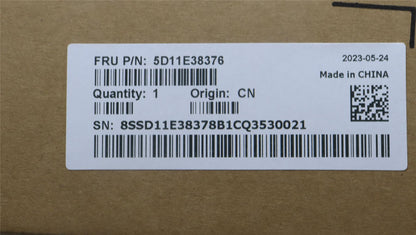 FRU P/N: 5D11E38376
2023-05-24
Made in CHINA
Quantity: 1 Origin: CN
SN: 8SSD11E38378B1CQ3530021